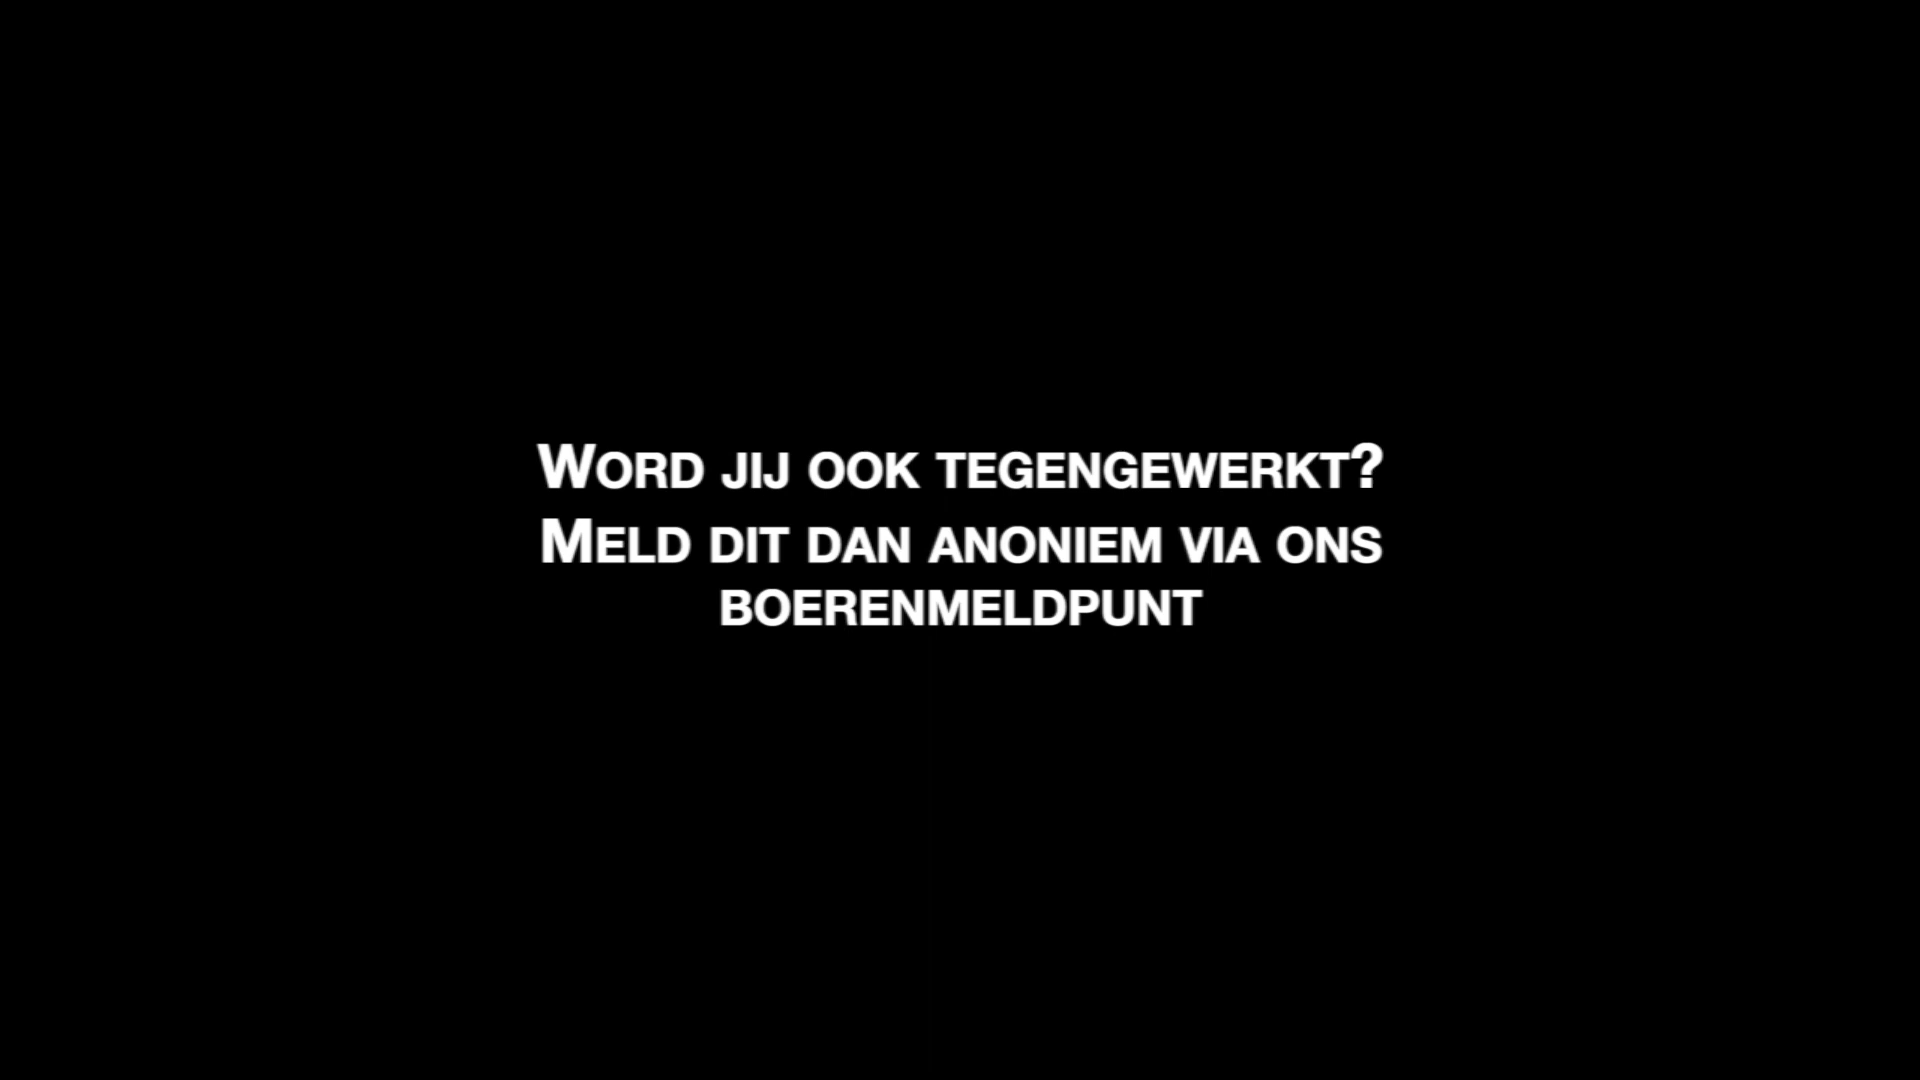 Word jij ook tegengewerkt?
Meld dit dan anoniem via ons
boerenmeldpunt